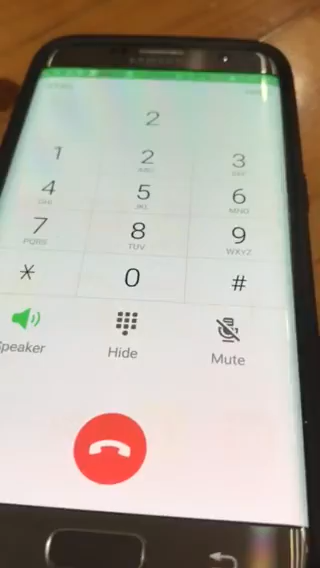 SAMSUNG
2
1 2 3
ABC DEF
4 5 6
GHI JKL MNO
7 8 9
PQRS TUV WXYZ
* 0 #
Speaker Hide Mute